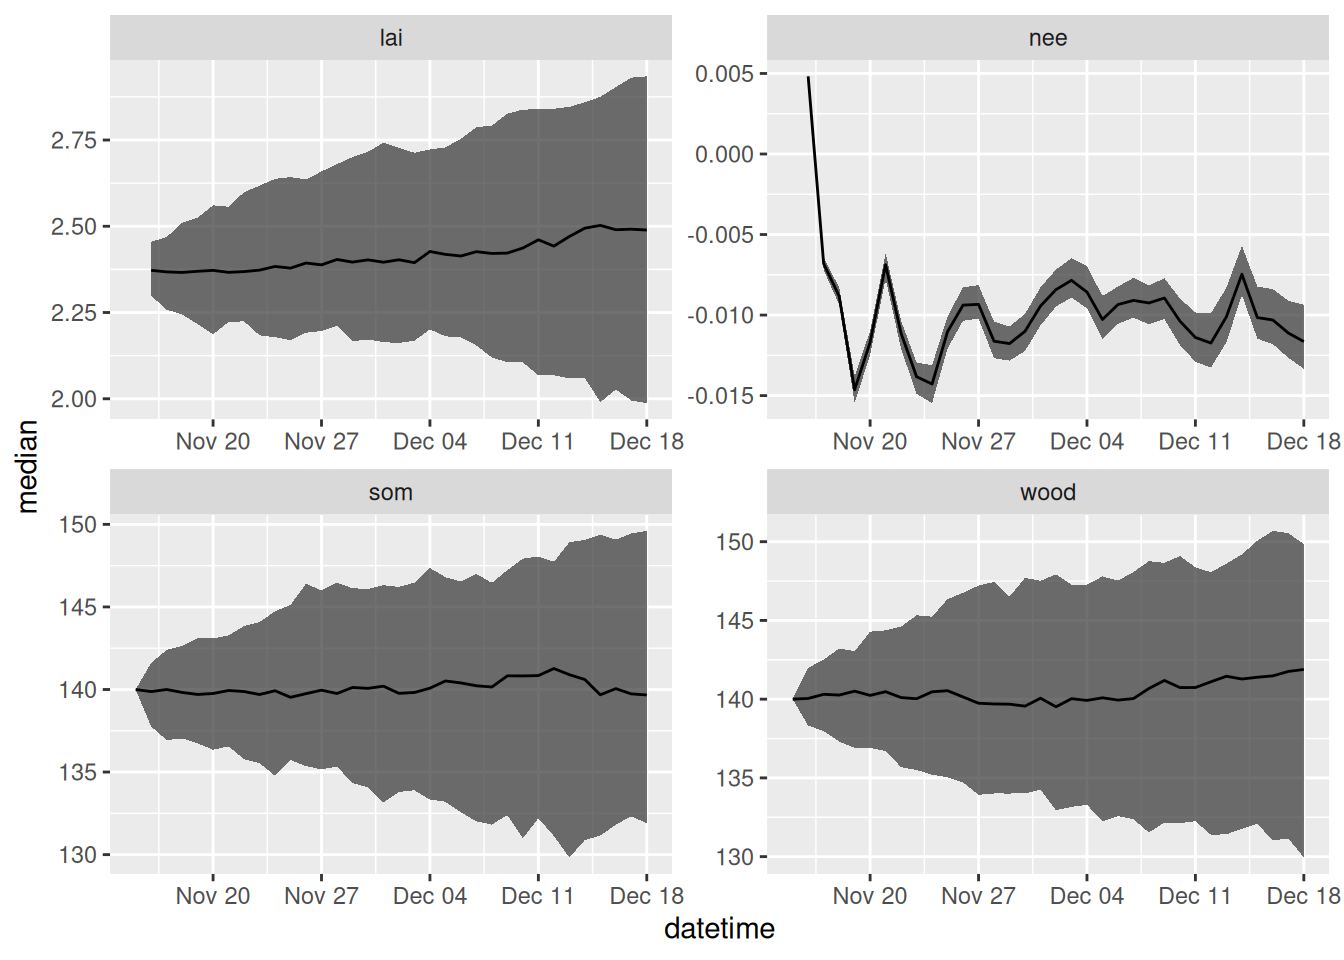 lai
nee
2.75
2.50
2.25
2.00
0.005
0.000
-0.005
-0.010
-0.015
Nov 20 Nov 27 Dec 04 Dec 11 Dec 18
Nov 20 Nov 27 Dec 04 Dec 11 Dec 18
median
som
wood
150
145
140
135
130
150
145
140
135
130
Nov 20 Nov 27 Dec 04 Dec 11 Dec 18
Nov 20 Nov 27 Dec 04 Dec 11 Dec 18
datetime